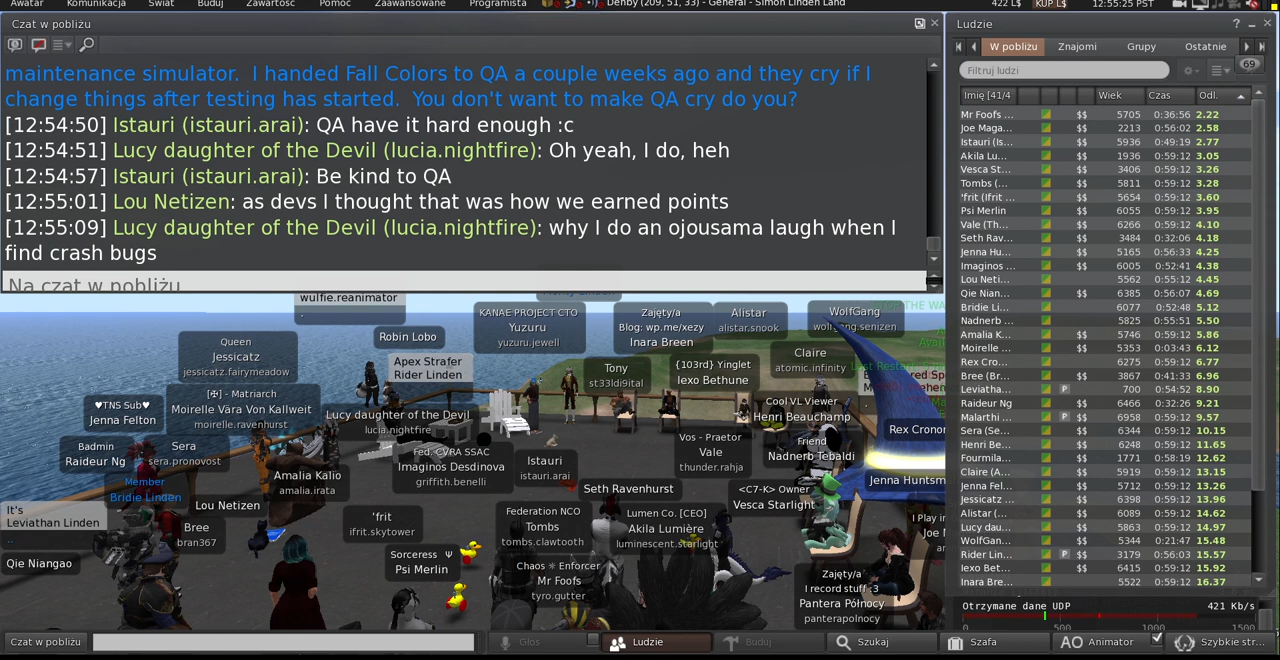 Awatar Komunikacja Świat Buduj Zawartość Pomoc Zaawansowane Programista Denby (209, 51, 33) - General - Simon Linden Land 422 L$ KUP L$ 12:55:25 PST
Czat w pobliżu
maintenance simulator.  I handed Fall Colors to QA a couple weeks ago and they cry if I
change things after testing has started.  You don't want to make QA cry do you?
[12:54:50] Istauri (istauri.arai): QA have it hard enough :c
[12:54:51] Lucy daughter of the Devil (lucia.nightfire): Oh yeah, I do, heh
[12:54:57] Istauri (istauri.arai): Be kind to QA
[12:55:01] Lou Netizen: as devs I thought that was how we earned points
[12:55:09] Lucy daughter of the Devil (lucia.nightfire): why I do an ojousama laugh when I
find crash bugs
Na czat w pobliżu
wulfie.reanimator
Robin Lobo
KANAE PROJECT CTO
Yuzuru
yuzuru.jewell
Zajęty/a
Blog: wp.me/xezy
Inara Breen
Alistar
alistar.snook
WolfGang
wolfgang.senizen
Queen
Jessicatz
jessicatz.fairymeadow
Apex Strafer
Rider Linden
Tony
st33ldi9ital
{103rd} Yinglet
Iexo Bethune
Claire
atomic.infinity
♥TNS Sub♥
Jenna Felton
[✠] - Matriarch
Moirelle Vära Von Kallweit
moirelle.ravenhurst
Lucy daughter of the Devil
lucia.nightfire
Cool VL Viewer
Henri Beauchamp
Rex Cronon
Badmin
Raideur Ng
Sera
sera.pronovost
Fed. CVRA SSAC
Imaginos Desdinova
griffith.benelli
Vos - Praetor
Vale
thunder.rahja
Friend
Nadnerb Tebaldi
Member
Bridie Linden
Amalia Kalio
amalia.irata
Istauri
istauri.arai
Seth Ravenhurst
<C7-K> Owner
Vesca Starlight
Jenna Huntsm
It's
Leviathan Linden
Lou Netizen
Bree
bran367
'frit
ifrit.skytower
Federation NCO
Tombs
tombs.clawtooth
Lumen Co. [CEO]
Akila Lumière
luminescent.starlight
I Play in
Joe M
Qie Niangao
Sorceress Ψ
Psi Merlin
Chaos ☼ Enforcer
Mr Foofs
tyro.gutter
Zajęty/a
I record stuff :3
Pantera Północy
panterapolnocy
Ludzie
W pobliżu Znajomi Grupy Ostatnie
Filtruj ludzi
69
Imię [41/4 Wiek Czas Odl.
Mr Foofs ... $$ 5705 0:36:56 2.22
Joe Maga... $$ 2213 0:56:02 2.58
Istauri (Is... $$ 5936 0:49:19 2.77
Akila Lu... $$ 1936 0:59:12 3.05
Vesca St... $$ 3406 0:59:12 3.26
Tombs (... $$ 5811 0:59:12 3.28
'frit (Ifrit ... $$ 5654 0:59:12 3.60
Psi Merlin $$ 6055 0:59:12 3.95
Vale (Th... $$ 6266 0:59:12 4.10
Seth Rav... $$ 3484 0:32:06 4.18
Jenna Hu... $$ 5165 0:56:33 4.25
Imaginos ... $$ 6005 0:52:41 4.38
Lou Neti... 5562 0:55:12 4.45
Qie Nian... $$ 6385 0:56:07 4.69
Bridie Li... 6077 0:52:48 5.12
Nadnerb ... 5825 0:55:51 5.50
Amalia K... $$ 5746 0:59:12 5.86
Moirelle ... $$ 5353 0:03:43 6.12
Rex Cro... 6275 0:59:12 6.77
Bree (Br... $$ 3867 0:41:33 6.96
Leviatha... P 700 0:54:52 8.90
Raideur Ng $$ 6466 0:32:26 9.21
Malarthi ... P $$ 6958 0:59:12 9.57
Sera (Se... $$ 6344 0:59:12 10.15
Henri Be... $$ 6248 0:59:12 11.65
Fourmila... $$ 1771 0:58:19 12.62
Claire (A... $$ 5919 0:59:12 13.15
Jenna Fel... $$ 5712 0:59:12 13.26
Jessicatz ... $$ 6398 0:59:12 13.96
Alistar (... $$ 6089 0:59:12 14.62
Lucy dau... $$ 5863 0:59:12 14.97
WolfGan... $$ 5344 0:21:47 15.48
Rider Lin... P $$ 3179 0:56:03 15.57
Iexo Bet... $$ 6415 0:59:12 15.92
Inara Bre... 5522 0:59:12 16.37
Otrzymane dane UDP 421 Kb/s
0 500 1000 1500
Czat w pobliżu Głos Ludzie Buduj Szukaj Szafa AO Animator Szybkie str...